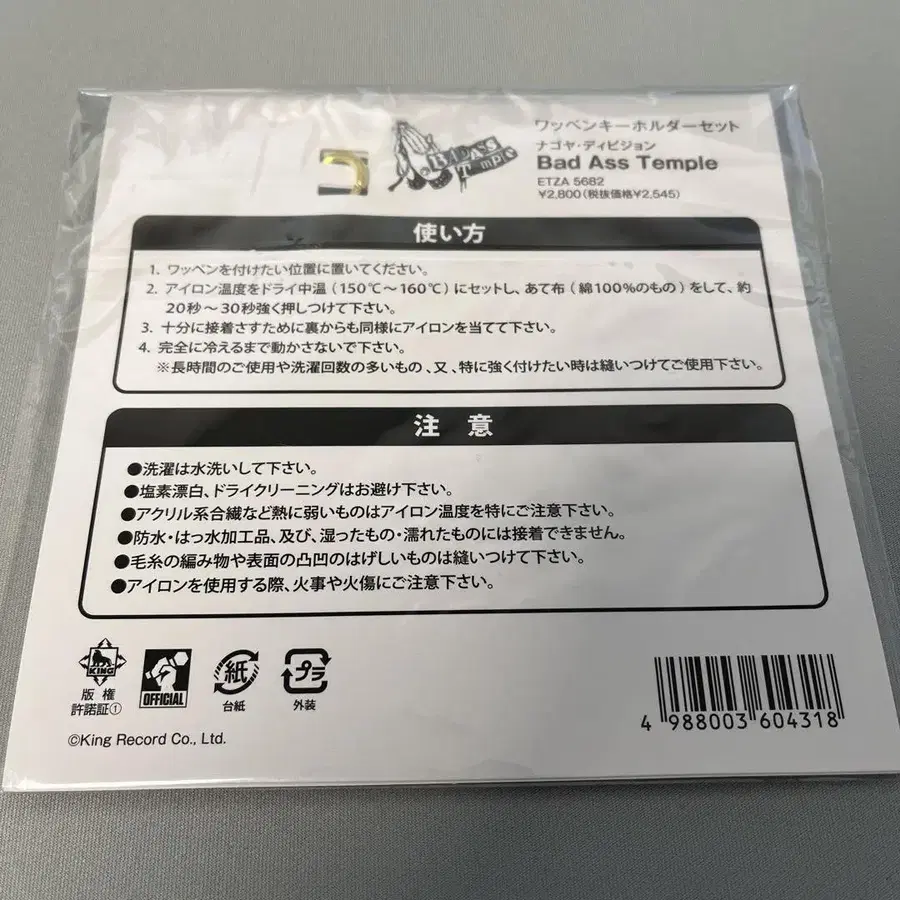 BADASS
Temple
ワッペンキーホルダーセット
ナゴヤ・ディビジョン
Bad Ass Temple
ETZA 5682
¥2,800(税抜価格¥2,545)
使い方
1. ワッペンを付けたい位置に置いてください。
2. アイロン温度をドライ中温(150℃～160℃)にセットし、あて布(綿100%のもの)をして、約
20秒～30秒強く押しつけて下さい。
3. 十分に接着さすために裏からも同様にアイロンを当てて下さい。
4. 完全に冷えるまで動かさないで下さい。
※長時間のご使用や洗濯回数の多いもの、又、特に強く付けたい時は縫いつけてご使用下さい。
注 意
●洗濯は水洗いして下さい。
●塩素漂白、ドライクリーニングはお避け下さい。
●アクリル系合繊など熱に弱いものはアイロン温度を特にご注意下さい。
●防水・はっ水加工品、及び、湿ったもの・濡れたものには接着できません。
●毛糸の編み物や表面の凸凹のはげしいものは縫いつけて下さい。
●アイロンを使用する際、火事や火傷にご注意下さい。
KING
版 権
許諾証①
OFFICIAL
紙
台紙
プラ
外装
©King Record Co., Ltd.
4 988003 604318